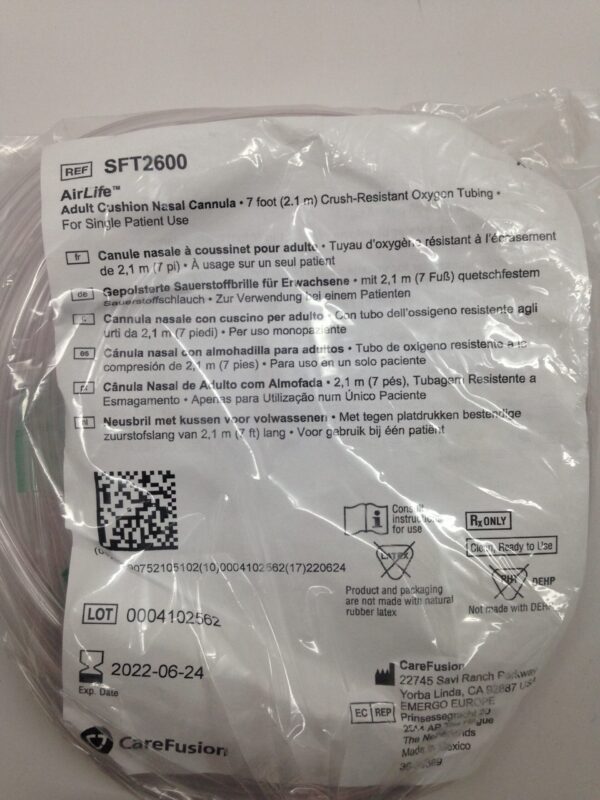 REF SFT2600
AirLife™
Adult Cushion Nasal Cannula • 7 foot (2.1 m) Crush-Resistant Oxygen Tubing •
For Single Patient Use
fr Canule nasale à coussinet pour adulte • Tuyau d'oxygène résistant à l'écrasement
de 2,1 m (7 pi) • À usage sur un seul patient
de Gepolsterte Sauerstoffbrille für Erwachsene • mit 2,1 m (7 Fuß) quetschfestem
Sauerstoffschlauch • Zur Verwendung bei einem Patienten
Cannula nasale con cuscino per adulto • Con tubo dell'ossigeno resistente agli
urti da 2,1 m (7 piedi) • Per uso monopaziente
es Cánula nasal con almohadilla para adultos • Tubo de oxígeno resistente a la
compresión de 2,1 m (7 pies) • Para uso en un solo paciente
Cânula Nasal de Adulto com Almofada • 2,1 m (7 pés), Tubagem Resistente a
Esmagamento • Apenas para Utilização num Único Paciente
nl Neusbril met kussen voor volwassenen • Met tegen platdrukken bestendige
zuurstofslang van 2,1 m (7 ft) lang • Voor gebruik bij één patiënt
Consult
instructions
for use
Rx ONLY
Clean, Ready to Use
LATEX
PHT DEHP
Product and packaging
are not made with natural
rubber latex
Not made with DEHP
LOT 0004102562
2022-06-24
Exp. Date
CareFusion
CareFusion
22745 Savi Ranch Parkway
Yorba Linda, CA 92887 USA
EC REP EMERGO EUROPE
Prinsessegracht 20
The Hague
The Netherlands
Made in Mexico